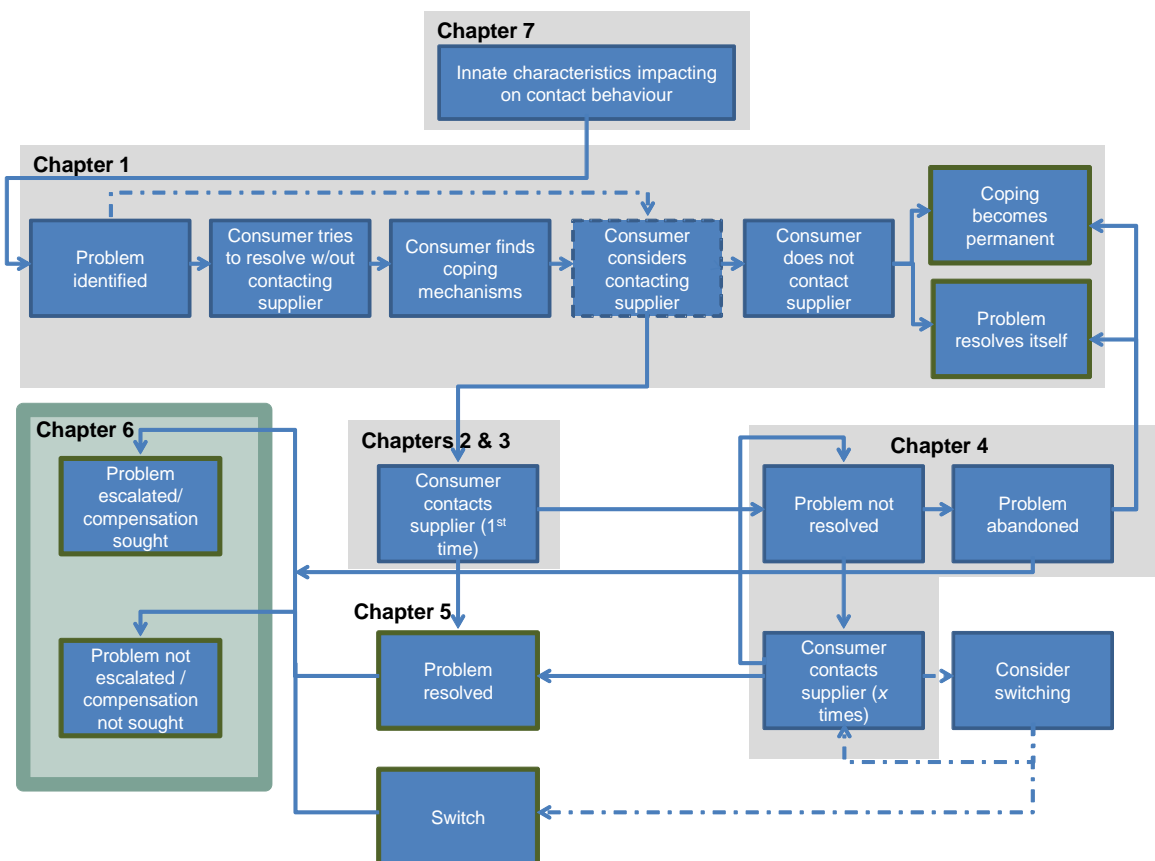 Chapter 7
Innate characteristics impacting
on contact behaviour
Chapter 1
Problem
identified
Consumer tries
to resolve w/out
contacting
supplier
Consumer finds
coping
mechanisms
Consumer
considers
contacting
supplier
Consumer
does not
contact
supplier
Coping
becomes
permanent
Problem
resolves itself
Chapter 6
Problem
escalated/
compensation
sought
Problem not
escalated /
compensation
not sought
Chapters 2 & 3
Consumer
contacts
supplier (1st
time)
Chapter 4
Problem not
resolved
Problem
abandoned
Chapter 5
Problem
resolved
Consumer
contacts
supplier (x
times)
Consider
switching
Switch